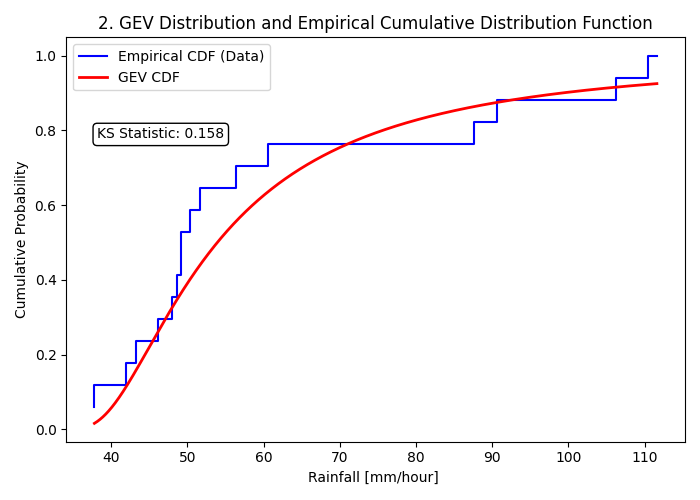 2. GEV Distribution and Empirical Cumulative Distribution Function
Empirical CDF (Data)
GEV CDF
KS Statistic: 0.158
Cumulative Probability
1.0
0.8
0.6
0.4
0.2
0.0
40 50 60 70 80 90 100 110
Rainfall [mm/hour]